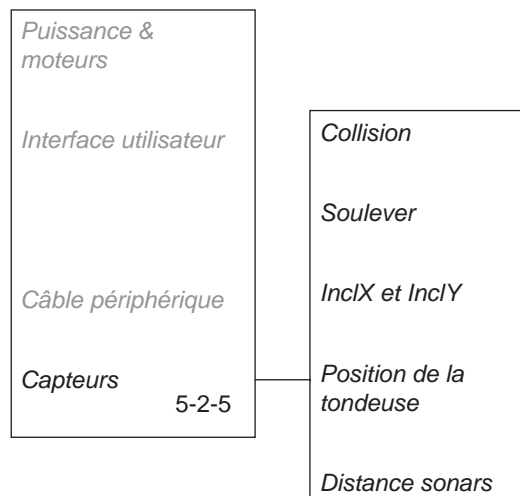 Puissance &
moteurs
Interface utilisateur
Câble périphérique
Capteurs
5-2-5
Collision
Soulever
InclX et InclY
Position de la
tondeuse
Distance sonars